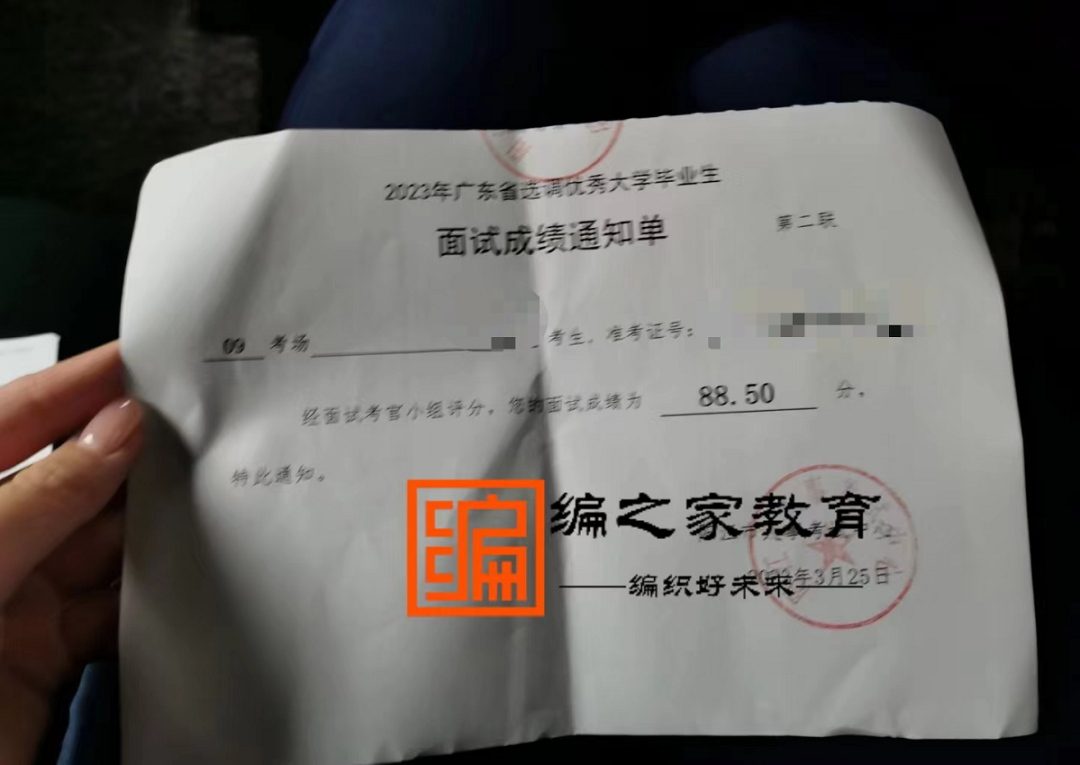 2023年广东省选调优秀大学毕业生
面试成绩通知单
第二联
09 考场 考生，准考证号：
经面试考官小组评分，您的面试成绩为 88.50 分。
特此通知。
编 编之家教育
年3月25日
——编织好未来——